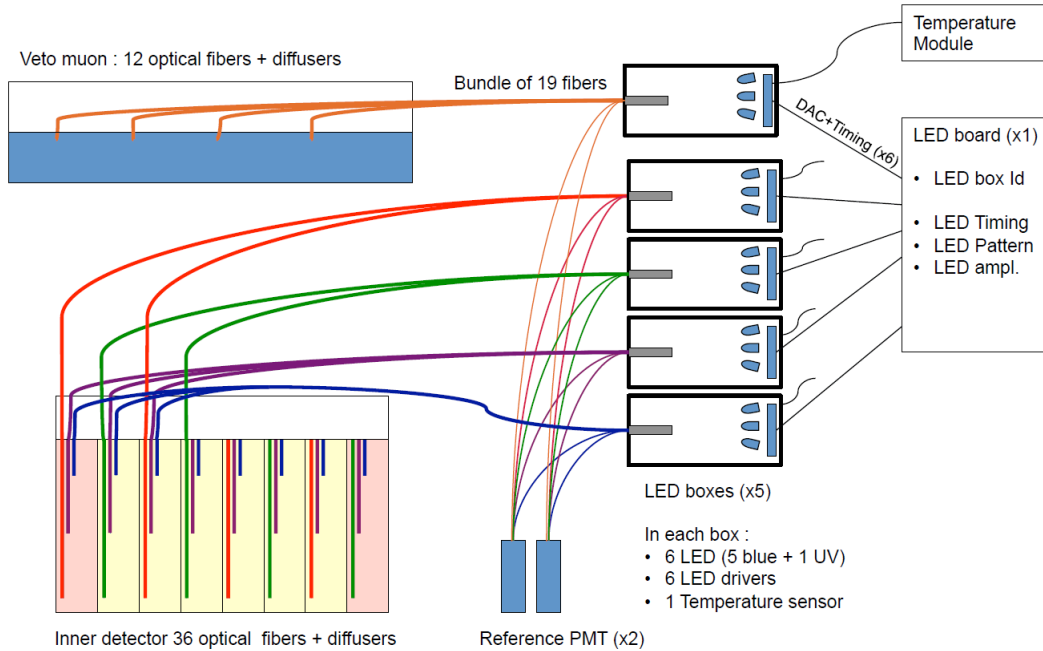 Temperature
Module
Veto muon : 12 optical fibers + diffusers
Bundle of 19 fibers
DAC+Timing (x6)
LED board (x1)
• LED box Id
• LED Timing
• LED Pattern
• LED ampl.
LED boxes (x5)
In each box :
• 6 LED (5 blue + 1 UV)
• 6 LED drivers
• 1 Temperature sensor
Inner detector 36 optical fibers + diffusers
Reference PMT (x2)